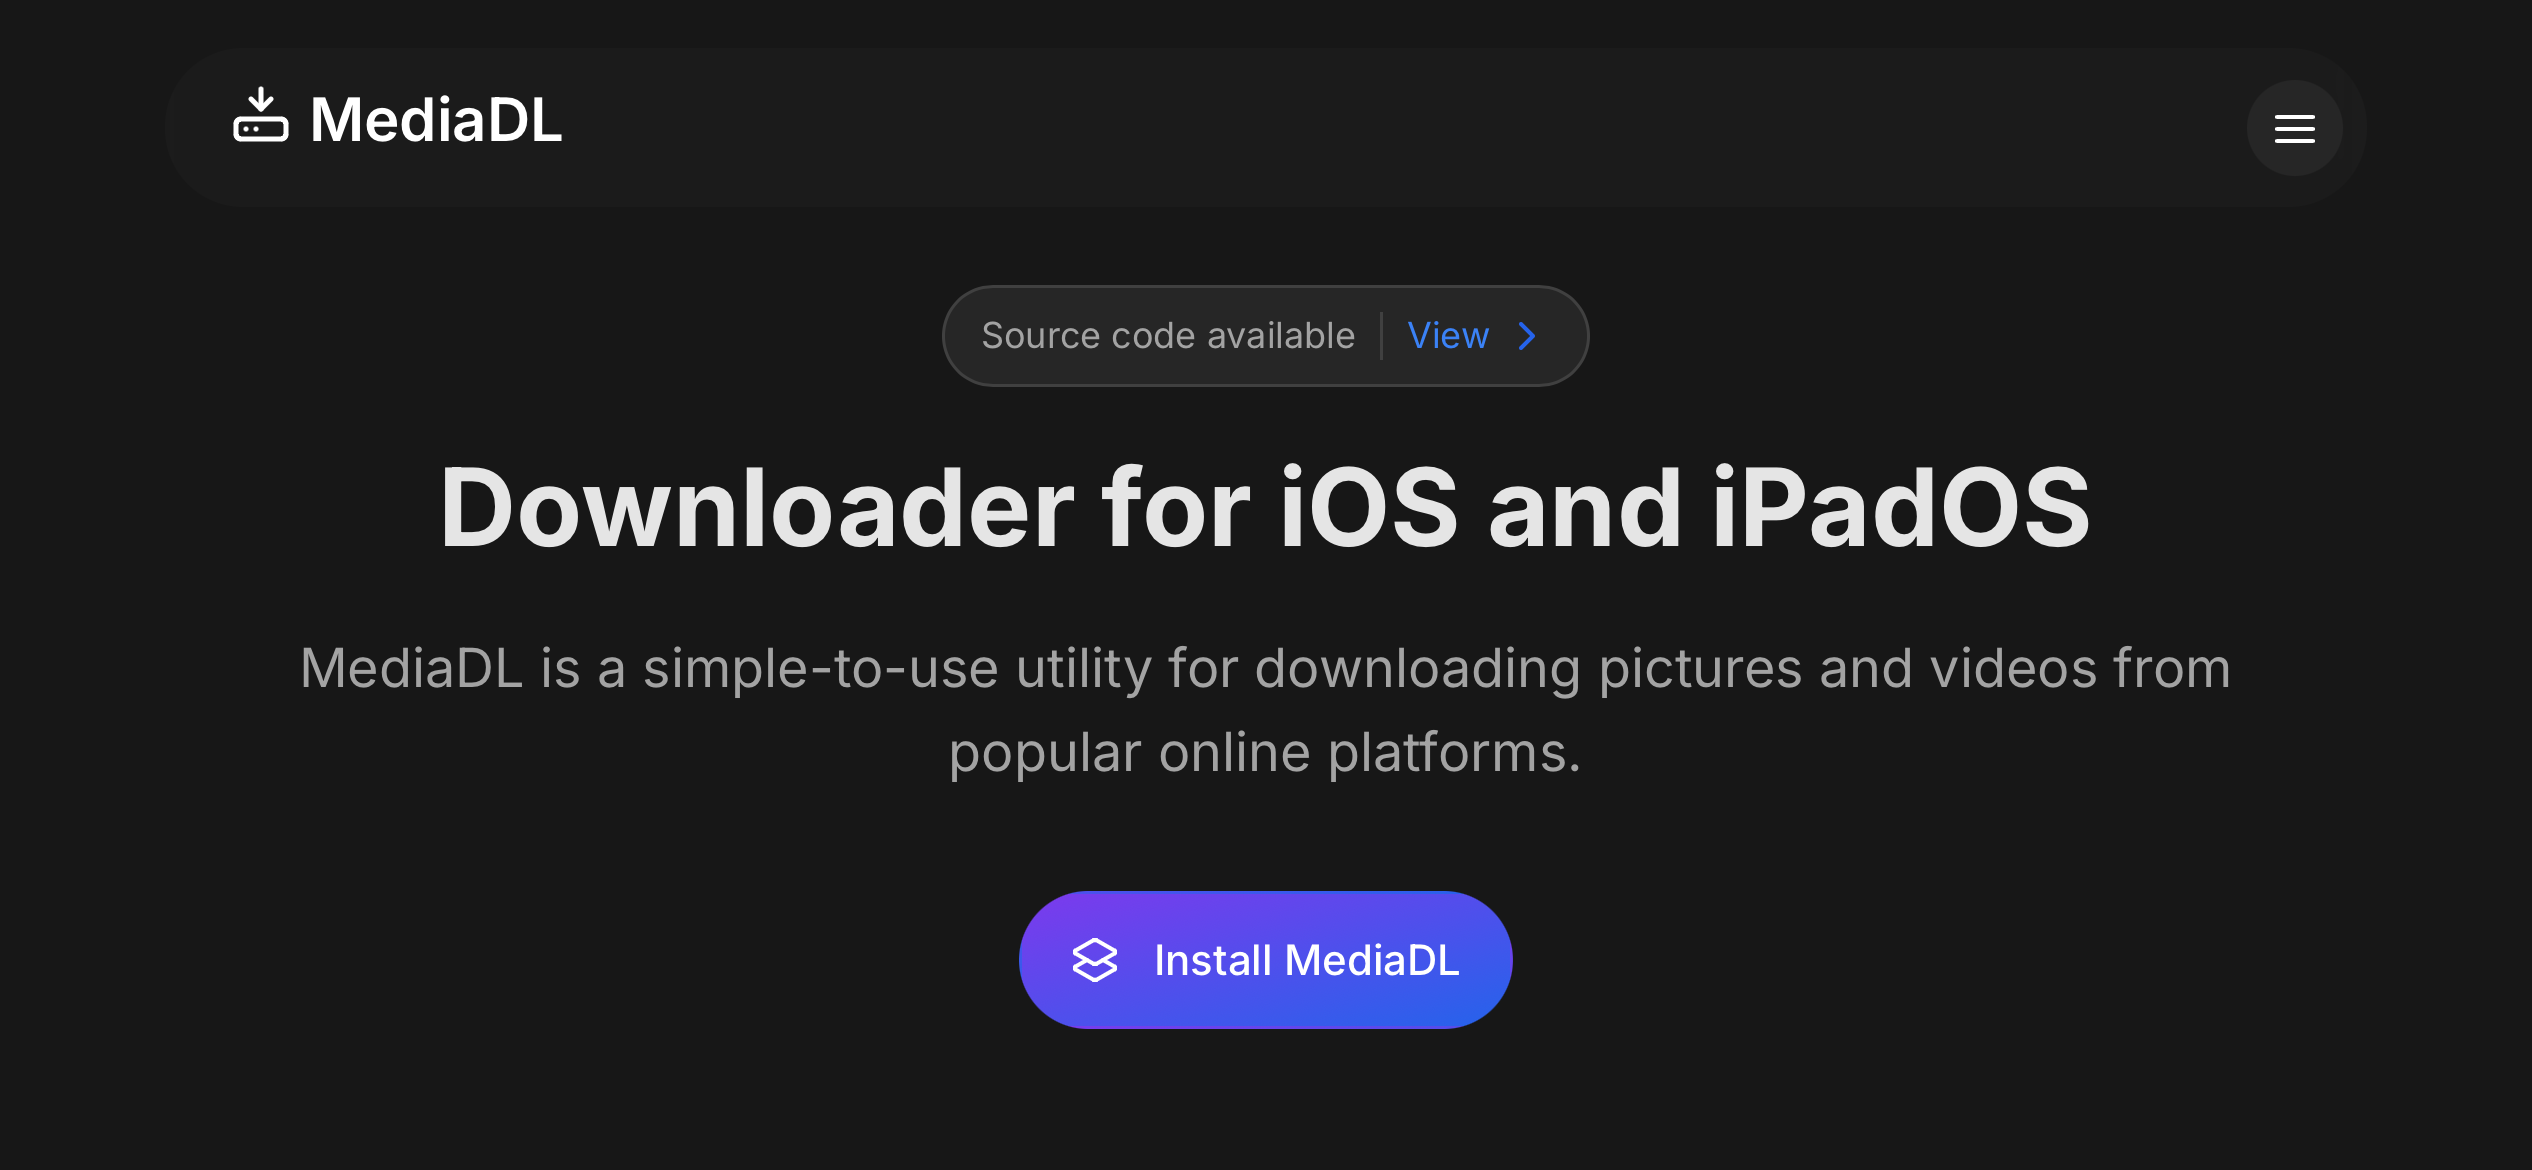 MediaDL
Source code available
View
Downloader for iOS and iPadOS
MediaDL is a simple-to-use utility for downloading pictures and videos from
popular online platforms.
Install MediaDL